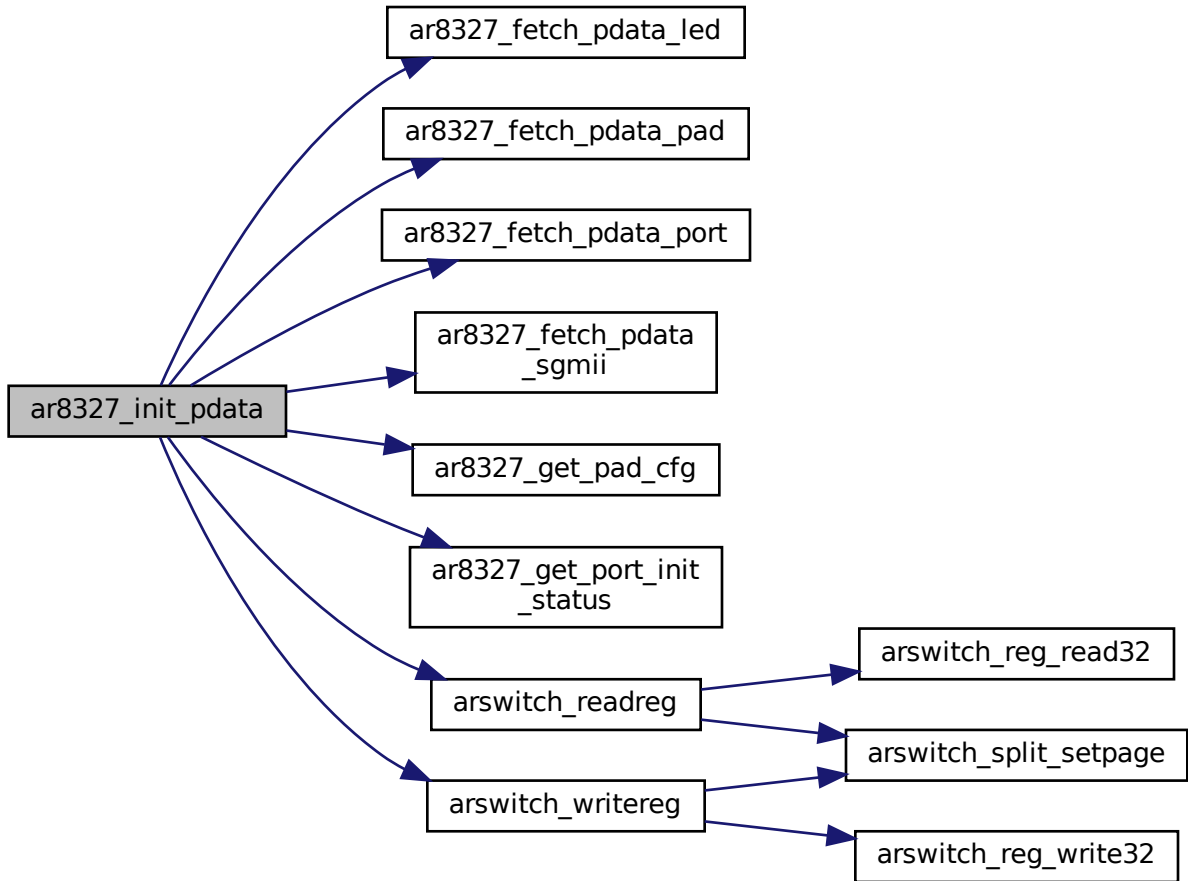 ar8327_init_pdata
ar8327_fetch_pdata_led
ar8327_fetch_pdata_pad
ar8327_fetch_pdata_port
ar8327_fetch_pdata
_sgmii
ar8327_get_pad_cfg
ar8327_get_port_init
_status
arswitch_readreg
arswitch_writereg
arswitch_reg_read32
arswitch_split_setpage
arswitch_reg_write32